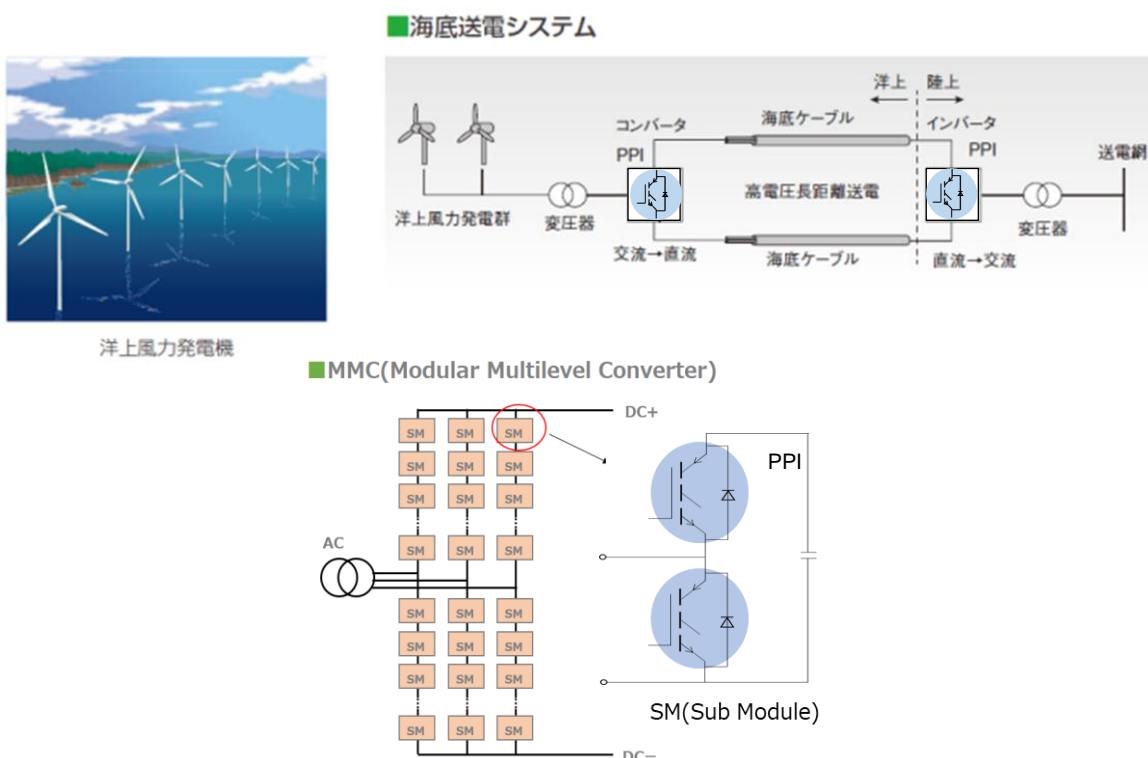 ■海底送電システム
洋上
陸上
コンバータ
海底ケーブル
インバータ
PPI
PPI
送電網
高電圧長距離送電
洋上風力発電群
変圧器
変圧器
交流→直流
海底ケーブル
直流→交流
洋上風力発電機
■MMC(Modular Multilevel Converter)
DC+
SM SM SM
SM SM SM
SM SM SM
SM SM SM
PPI
AC
SM SM SM
SM SM SM
SM SM SM
SM SM SM
SM(Sub Module)
DC−